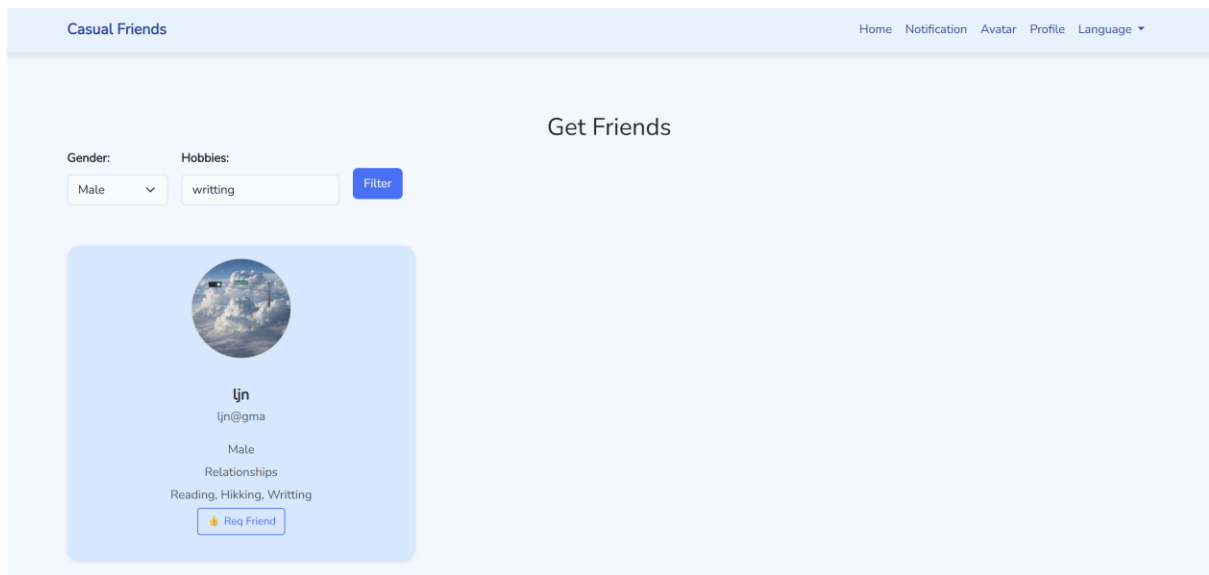 Casual Friends
Home Notification Avatar Profile Language
Get Friends
Gender: Hobbies:
Male writting Filter
ljn
ljn@gma
Male
Relationships
Reading, Hikking, Writting
Req Friend